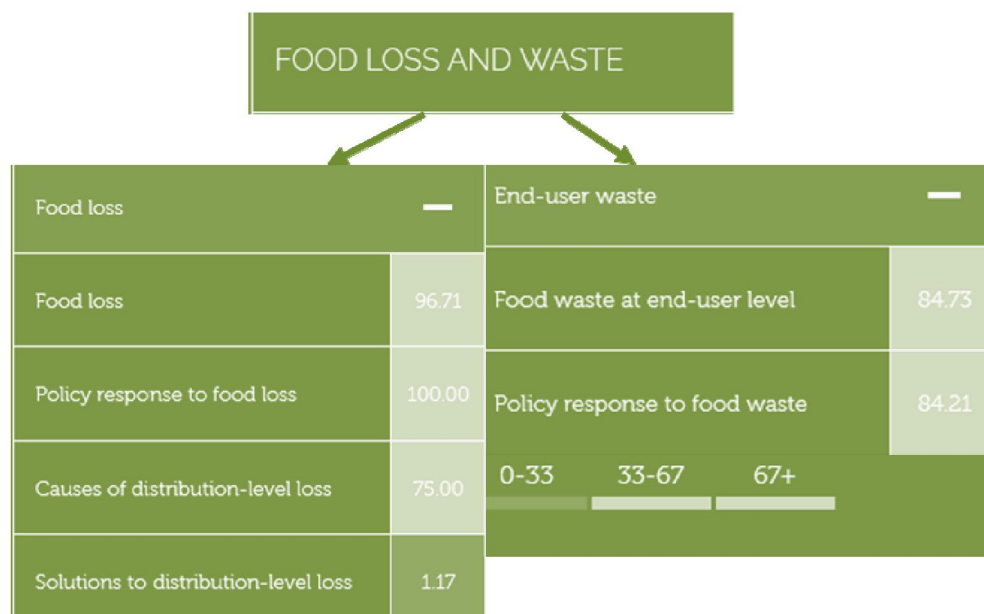 FOOD LOSS AND WASTE
Food loss
Food loss 96.71
Policy response to food loss 100.00
Causes of distribution-level loss 75.00
Solutions to distribution-level loss 1.17
End-user waste
Food waste at end-user level 84.73
Policy response to food waste 84.21
0-33 33-67 67+